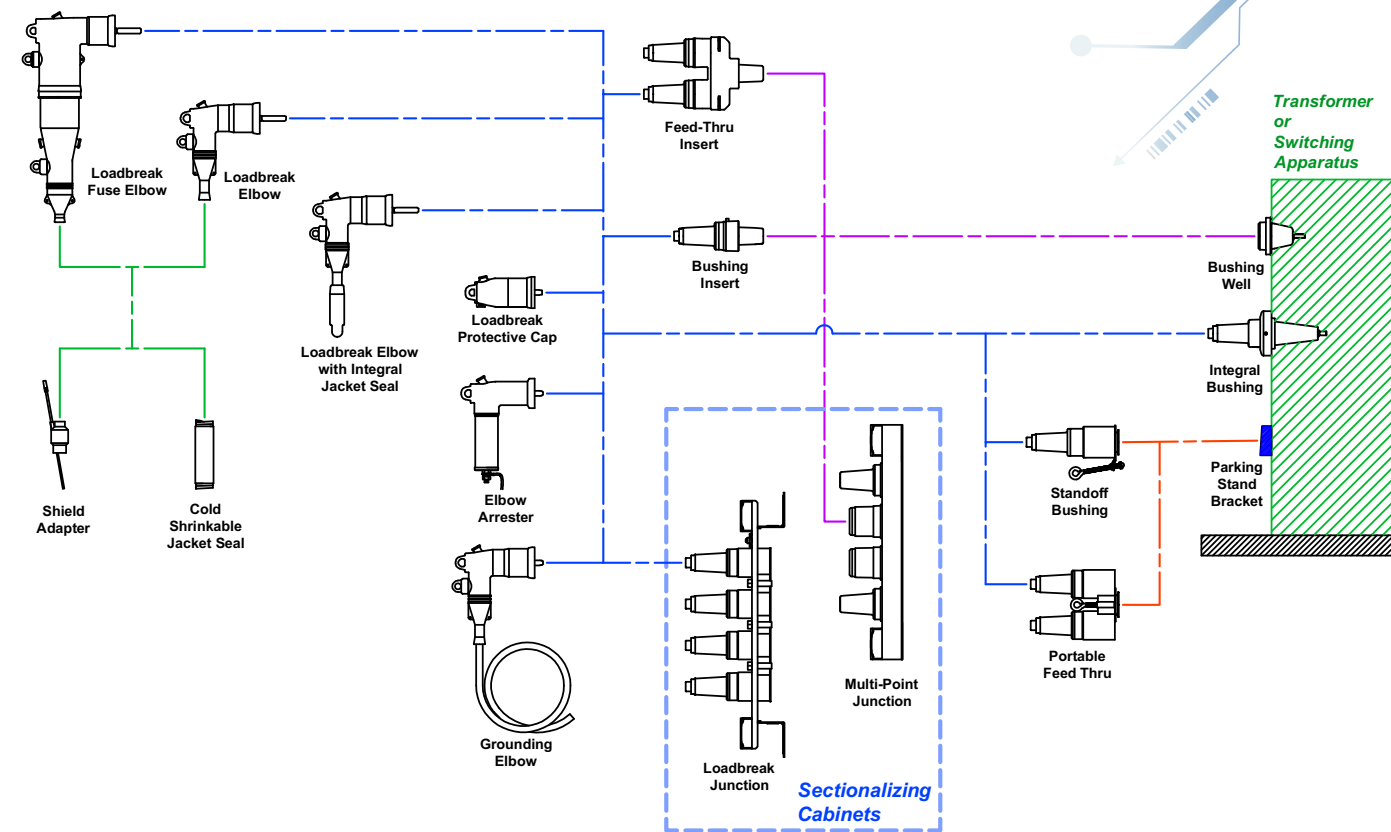 Transformer
or
Switching
Apparatus
Feed-Thru
Insert
Loadbreak
Fuse Elbow
Loadbreak
Elbow
Bushing
Insert
Bushing
Well
Loadbreak
Protective Cap
Loadbreak Elbow
with Integral
Jacket Seal
Integral
Bushing
Shield
Adapter
Cold
Shrinkable
Jacket Seal
Elbow
Arrester
Standoff
Bushing
Parking
Stand
Bracket
Grounding
Elbow
Loadbreak
Junction
Multi-Point
Junction
Portable
Feed Thru
Sectionalizing
Cabinets